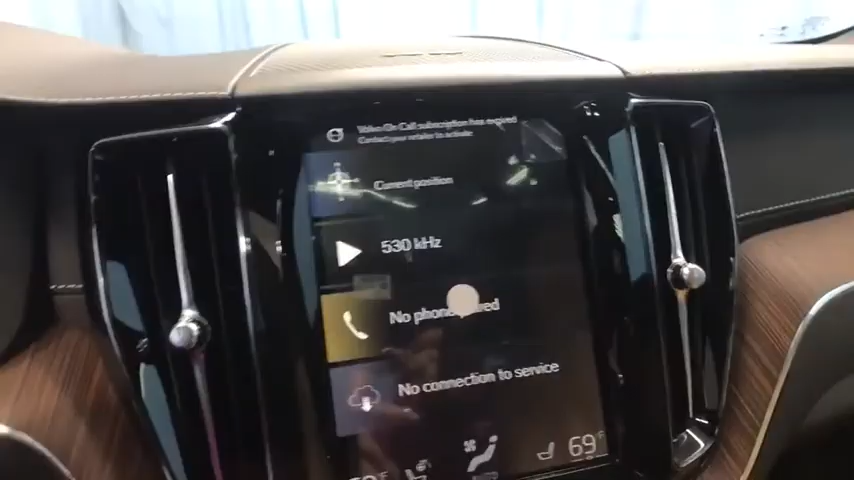 Volvo On Call subscription has expired
Contact your retailer to activate
Current position
530 kHz
No phone
No connection to service
69°F